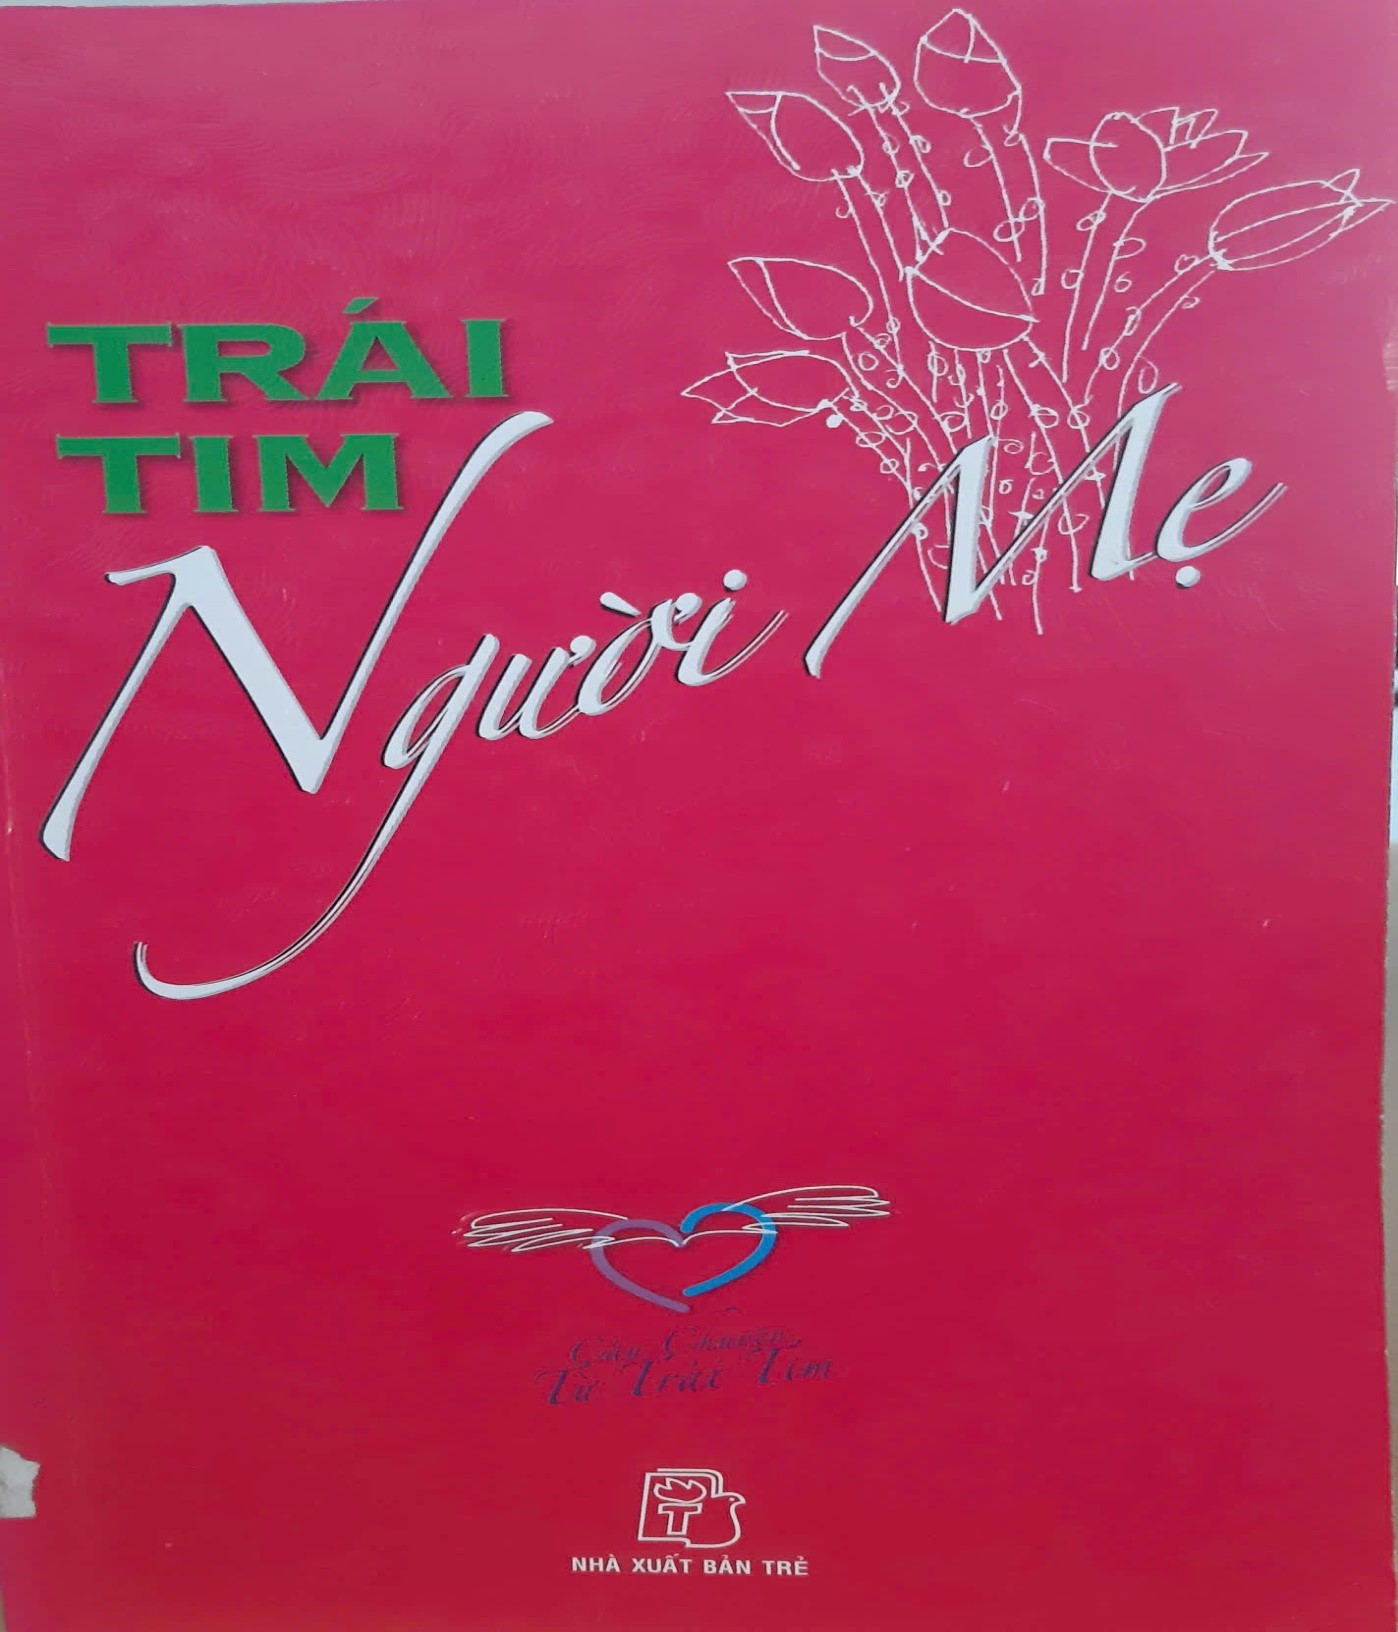 TRÁI
TIM
Người Mẹ
Câu Chuyện
Từ Trái Tim
T
NHÀ XUẤT BẢN TRẺ